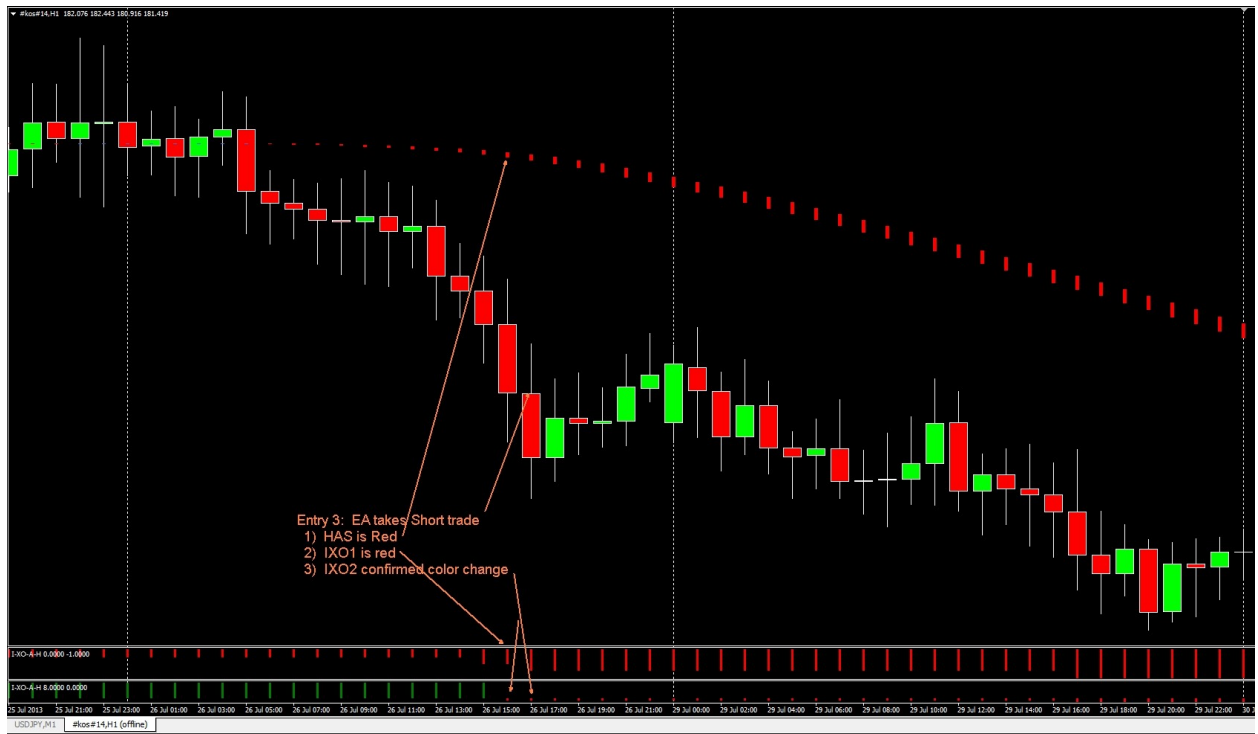 #kos#14,H1 182.076 182.443 180.916 181.419
Entry 3: EA takes Short trade
1) HAS is Red
2) IXO1 is red
3) IXO2 confirmed color change
I-XO-A-H 0.0000 -1.0000
I-XO-A-H 8.0000 0.0000
25 Jul 2013 25 Jul 21:00 25 Jul 23:00 26 Jul 01:00 26 Jul 03:00 26 Jul 05:00 26 Jul 07:00 26 Jul 09:00 26 Jul 11:00 26 Jul 13:00 26 Jul 15:00 26 Jul 17:00 26 Jul 19:00 26 Jul 21:00 29 Jul 00:00 29 Jul 02:00 29 Jul 04:00 29 Jul 06:00 29 Jul 08:00 29 Jul 10:00 29 Jul 12:00 29 Jul 14:00 29 Jul 16:00 29 Jul 18:00 29 Jul 20:00 29 Jul 22:00 30 J
USDJPY,M1 #kos#14,H1 (offline)